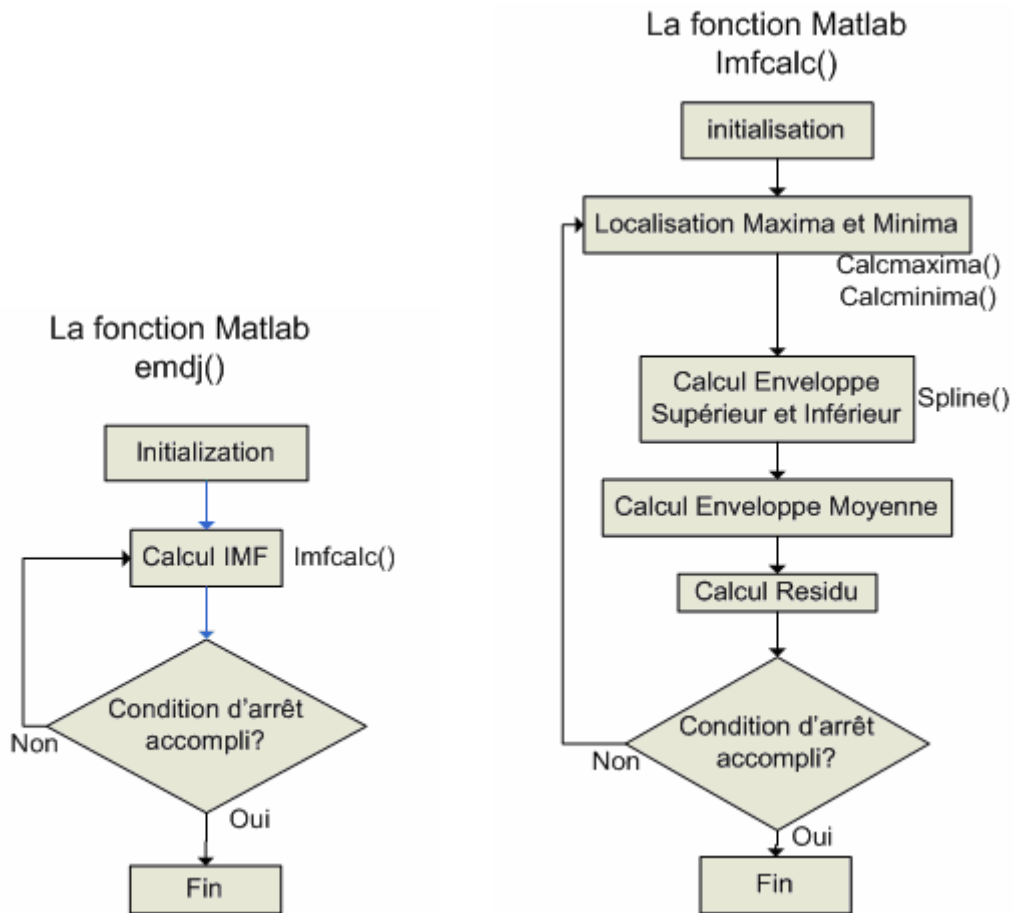 La fonction Matlab
emdj()
Initialization
Calcul IMF
Imfcalc()
Condition d'arrêt
accompli?
Non
Oui
Fin
La fonction Matlab
Imfcalc()
initialisation
Localisation Maxima et Minima
Calcmaxima()
Calcminima()
Calcul Enveloppe
Supérieur et Inférieur
Spline()
Calcul Enveloppe Moyenne
Calcul Residu
Condition d'arrêt
accompli?
Non
Oui
Fin